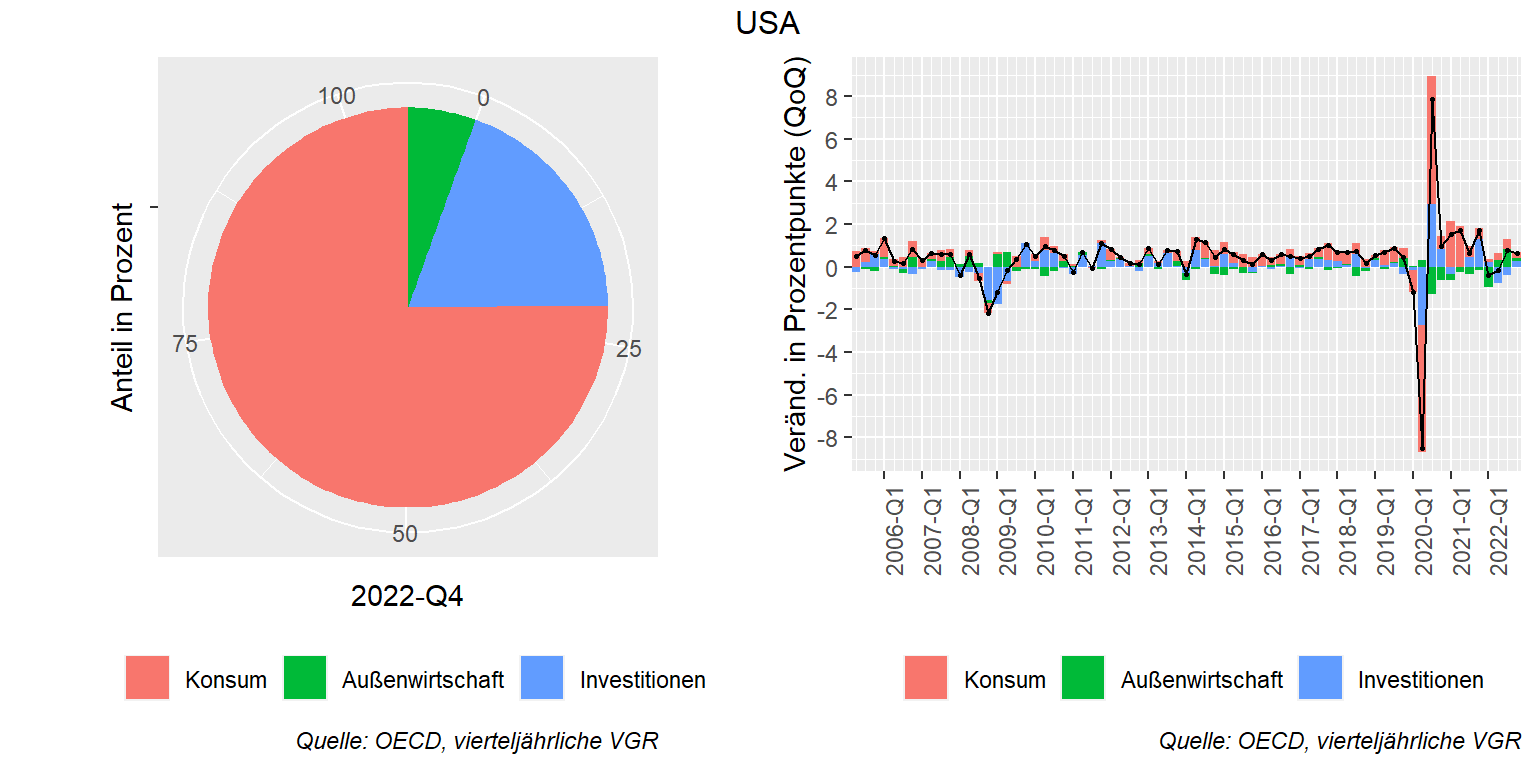 USA
Anteil in Prozent
100
0
75
25
50
2022-Q4
Konsum
Außenwirtschaft
Investitionen
Quelle: OECD, vierteljährliche VGR
Veränd. in Prozentpunkte (QoQ)
8
6
4
2
0
-2
-4
-6
-8
2006-Q1
2007-Q1
2008-Q1
2009-Q1
2010-Q1
2011-Q1
2012-Q1
2013-Q1
2014-Q1
2015-Q1
2016-Q1
2017-Q1
2018-Q1
2019-Q1
2020-Q1
2021-Q1
2022-Q1
Konsum
Außenwirtschaft
Investitionen
Quelle: OECD, vierteljährliche VGR